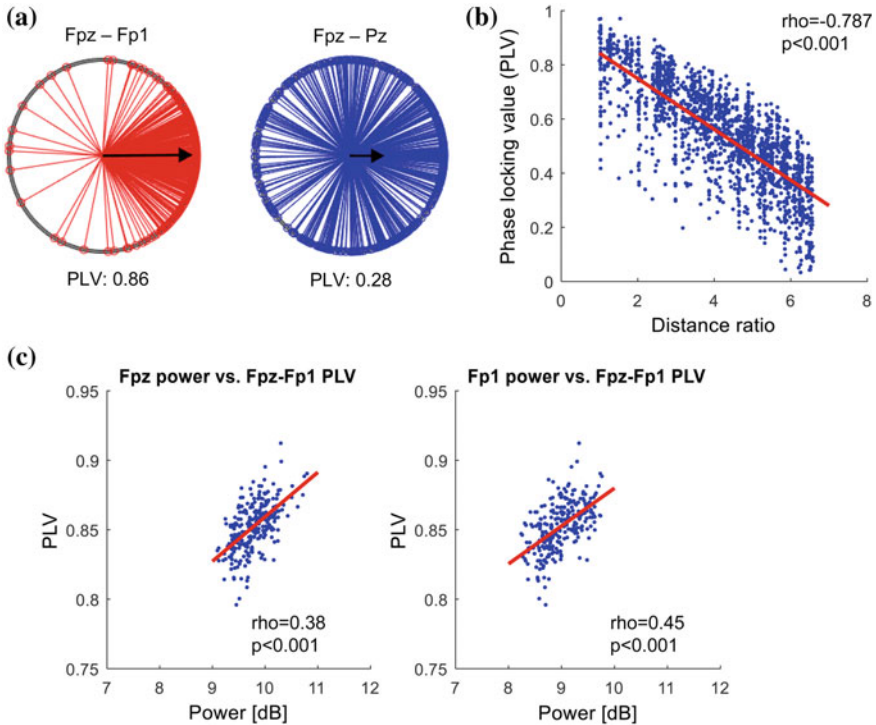 (a)
Fpz – Fp1
Fpz – Pz
PLV: 0.86
PLV: 0.28
(b)
rho=-0.787
p<0.001
Phase locking value (PLV)
1
0.8
0.6
0.4
0.2
0
0
2
4
6
8
Distance ratio
(c)
Fpz power vs. Fpz-Fp1 PLV
PLV
0.95
0.9
0.85
0.8
0.75
rho=0.38
p<0.001
7
8
9
10
11
12
Power [dB]
Fp1 power vs. Fpz-Fp1 PLV
PLV
0.95
0.9
0.85
0.8
0.75
rho=0.45
p<0.001
7
8
9
10
11
12
Power [dB]